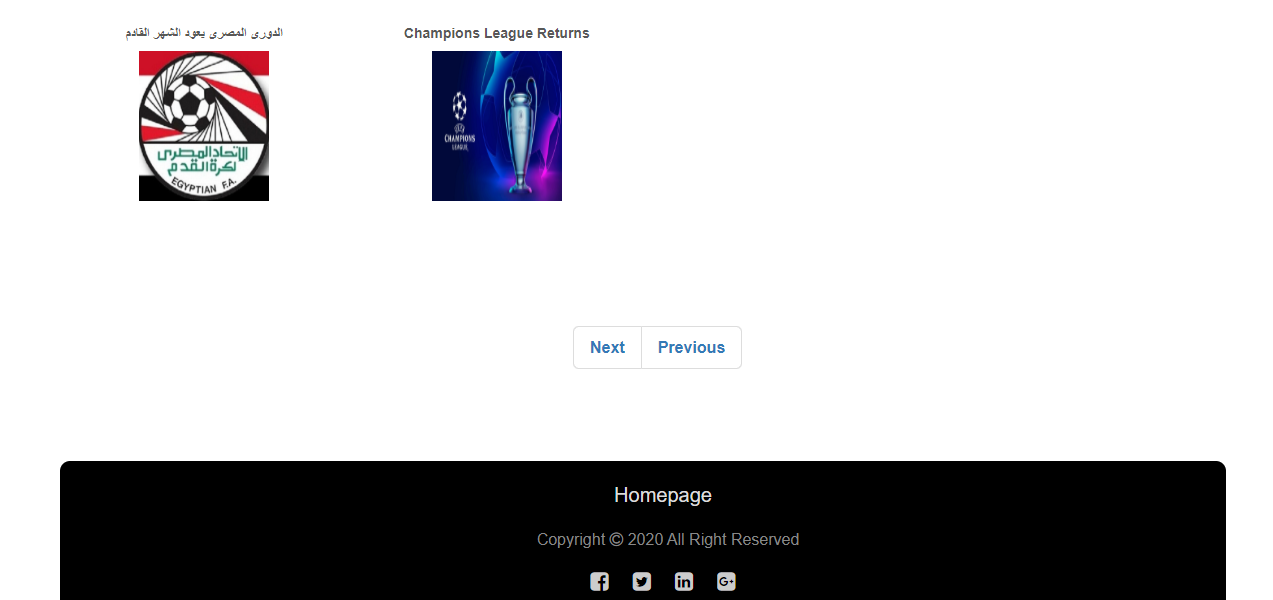 الدورى المصرى يعود الشهر القادم
Champions League Returns
الاتحاد المصرى
لكرة القدم
EGYPTIAN F.A.
CHAMPIONS
LEAGUE
Next
Previous
Homepage
Copyright © 2020 All Right Reserved